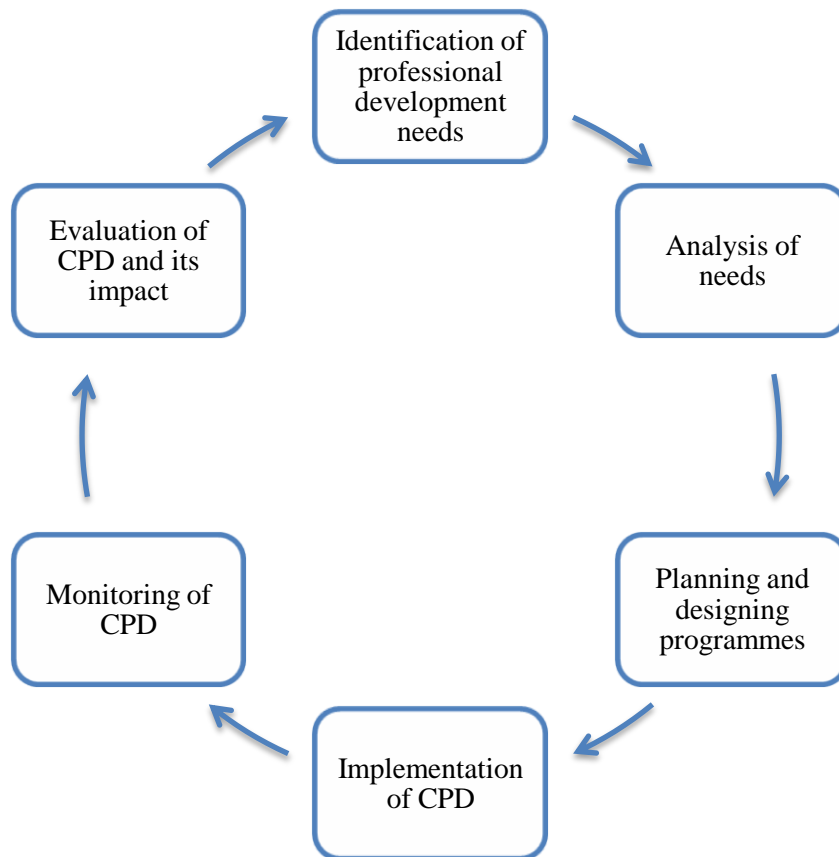 Identification of
professional
development
needs
Analysis of
needs
Planning and
designing
programmes
Implementation
of CPD
Monitoring of
CPD
Evaluation of
CPD and its
impact